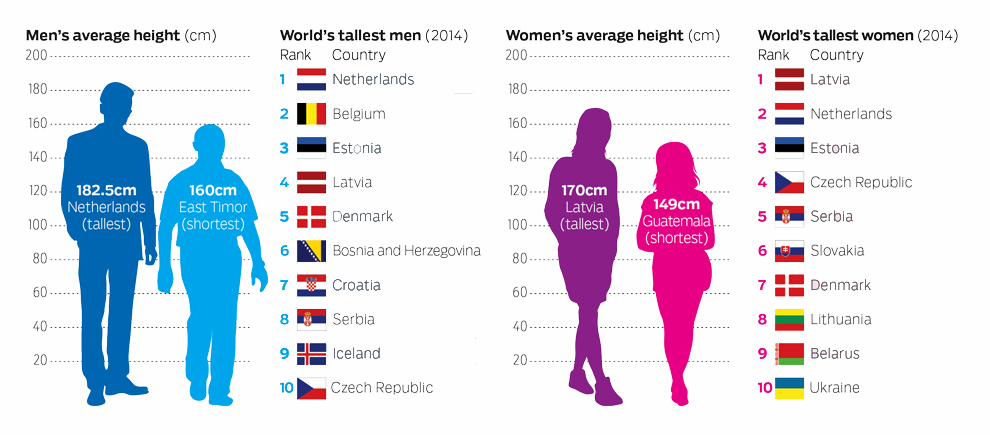 Men's average height (cm)
200
180
160
140
120
100
80
60
40
20
182.5cm
Netherlands
(tallest)
160cm
East Timor
(shortest)
World's tallest men (2014)
Rank Country
1 Netherlands
2 Belgium
3 Estonia
4 Latvia
5 Denmark
6 Bosnia and Herzegovina
7 Croatia
8 Serbia
9 Iceland
10 Czech Republic
Women's average height (cm)
200
180
160
140
120
100
80
60
40
20
170cm
Latvia
(tallest)
149cm
Guatemala
(shortest)
World's tallest women (2014)
Rank Country
1 Latvia
2 Netherlands
3 Estonia
4 Czech Republic
5 Serbia
6 Slovakia
7 Denmark
8 Lithuania
9 Belarus
10 Ukraine